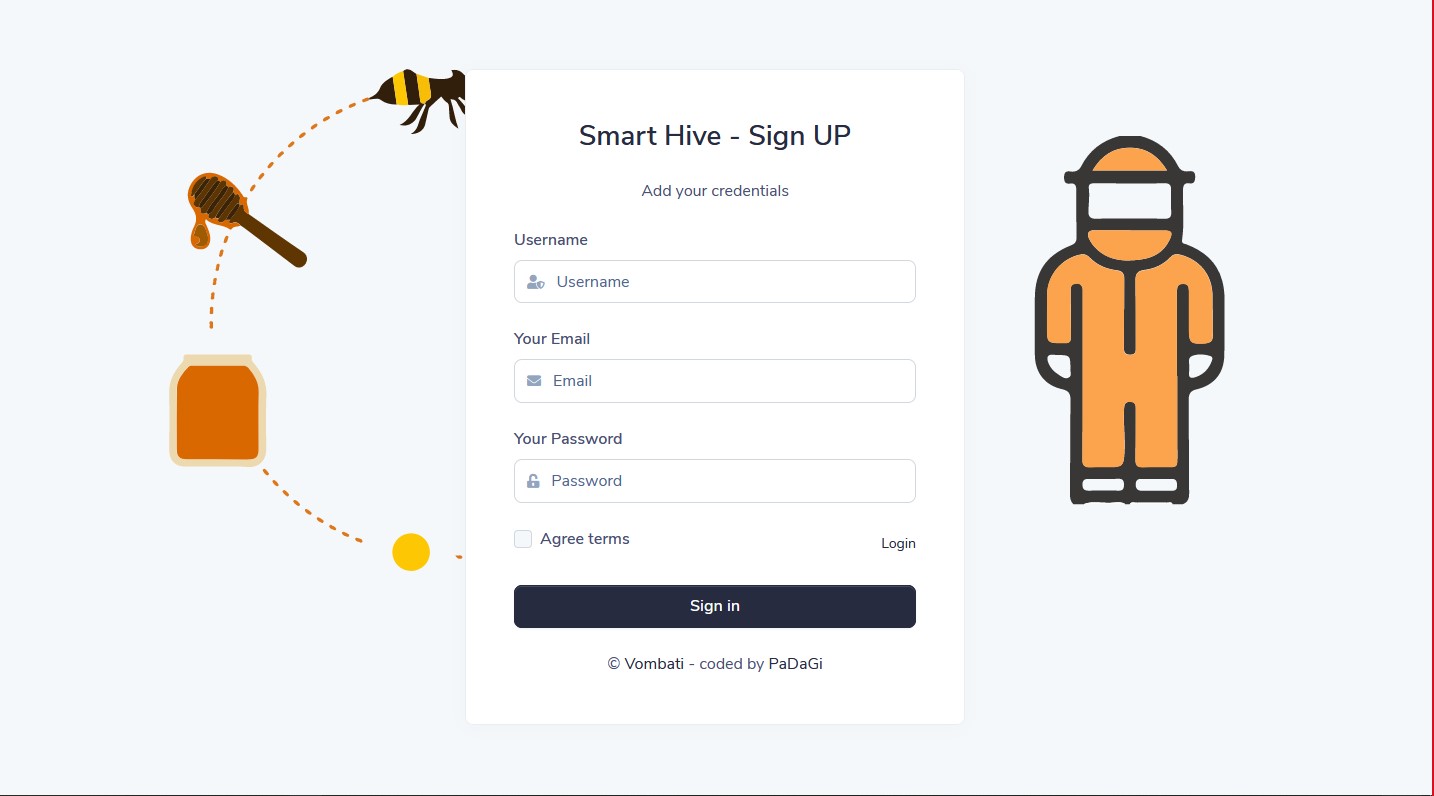 Smart Hive - Sign UP
Add your credentials
Username
Username
Your Email
Email
Your Password
Password
Agree terms
Login
Sign in
© Vombati - coded by PaDaGi